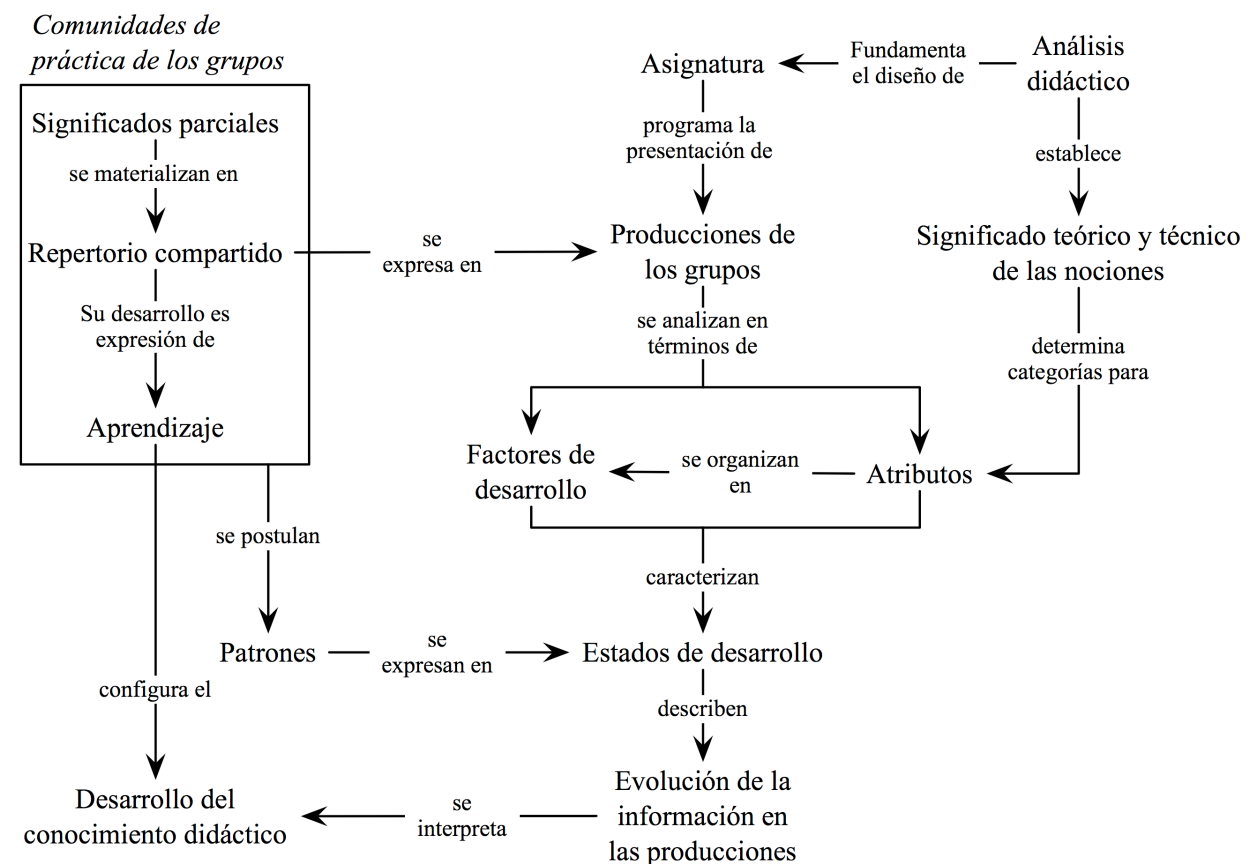 Comunidades de
práctica de los grupos
Significados parciales
se materializan en
Repertorio compartido
Su desarrollo es
expresión de
Aprendizaje
se
expresa en
Asignatura
Fundamenta
el diseño de
Análisis
didáctico
programa la
presentación de
establece
Producciones de
los grupos
Significado teórico y técnico
de las nociones
se analizan en
términos de
determina
categorías para
Factores de
desarrollo
se organizan
en
Atributos
se postulan
caracterizan
Patrones
se
expresan en
Estados de desarrollo
configura el
describen
Desarrollo del
conocimiento didáctico
se
interpreta
Evolución de la
información en
las producciones